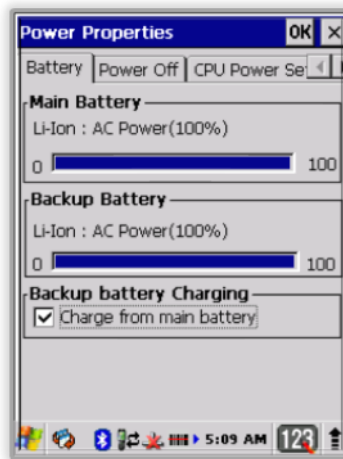 Power Properties OK ×
Battery Power Off CPU Power Se
Main Battery
Li-Ion : AC Power(100%)
0 100
Backup Battery
Li-Ion : AC Power(100%)
0 100
Backup battery Charging
Charge from main battery
5:09 AM 123